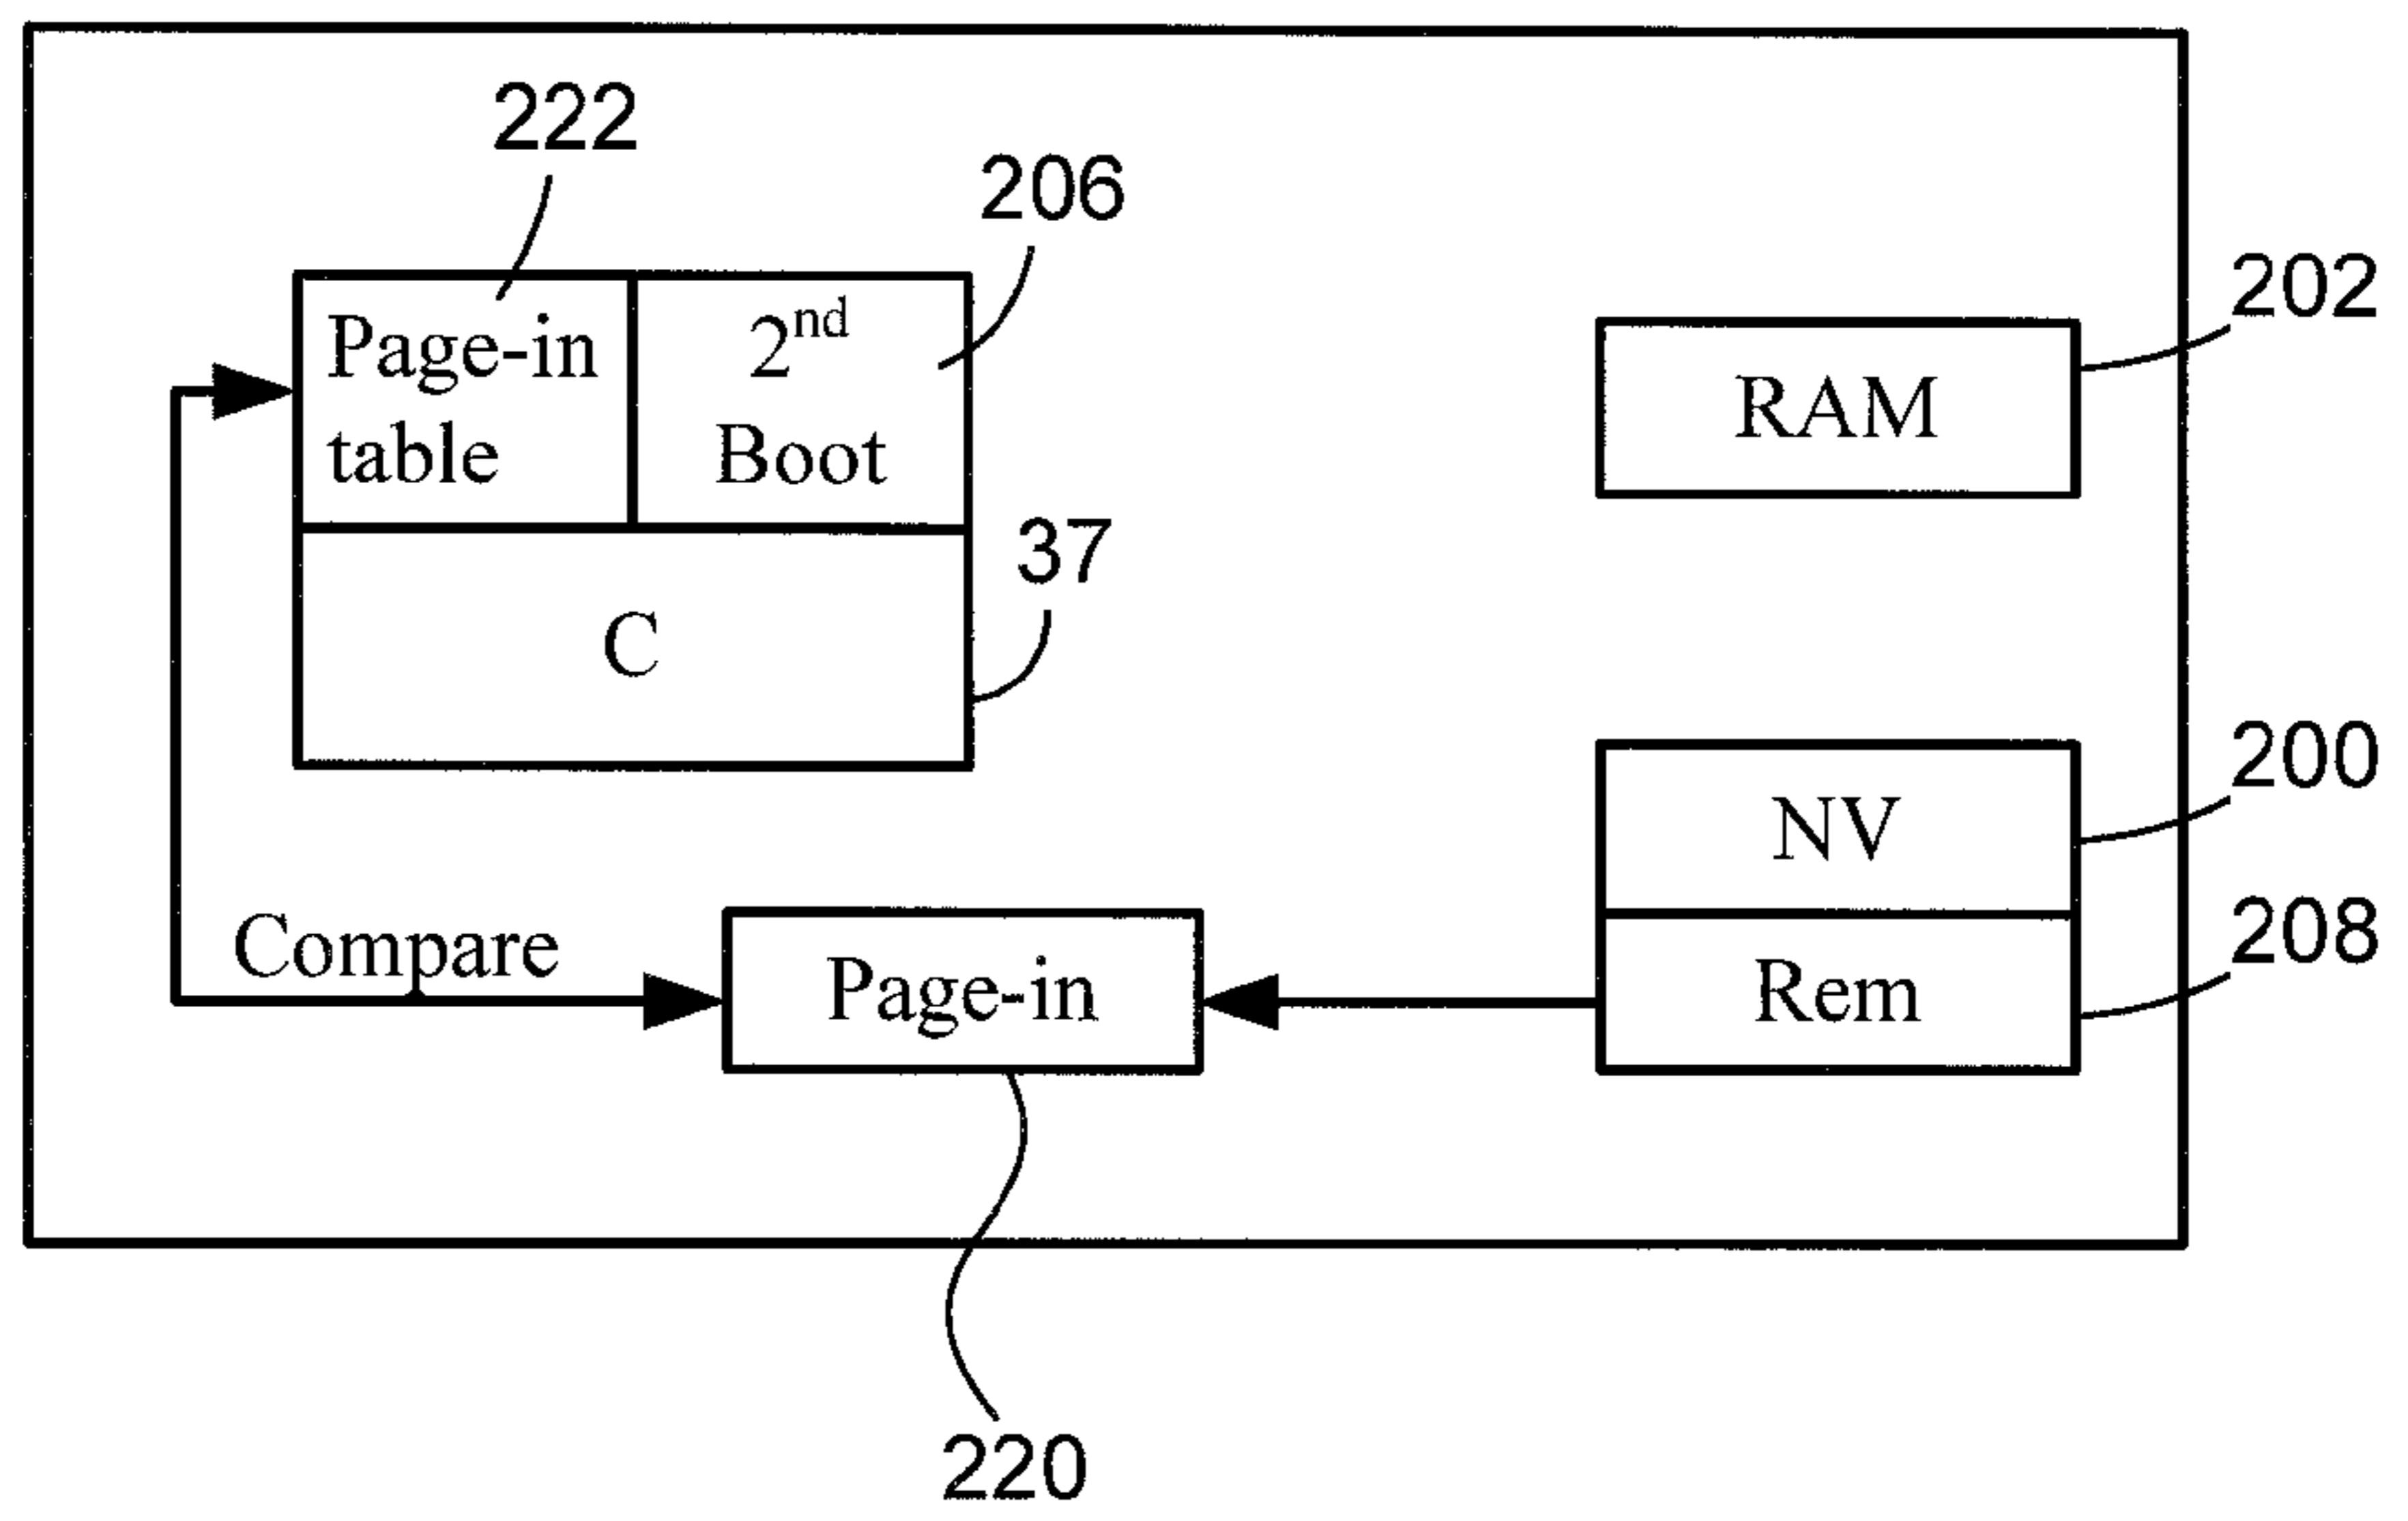 222
206
202
Page-in
table
2nd
Boot
RAM
37
C
200
NV
208
Compare
Page-in
Rem
220